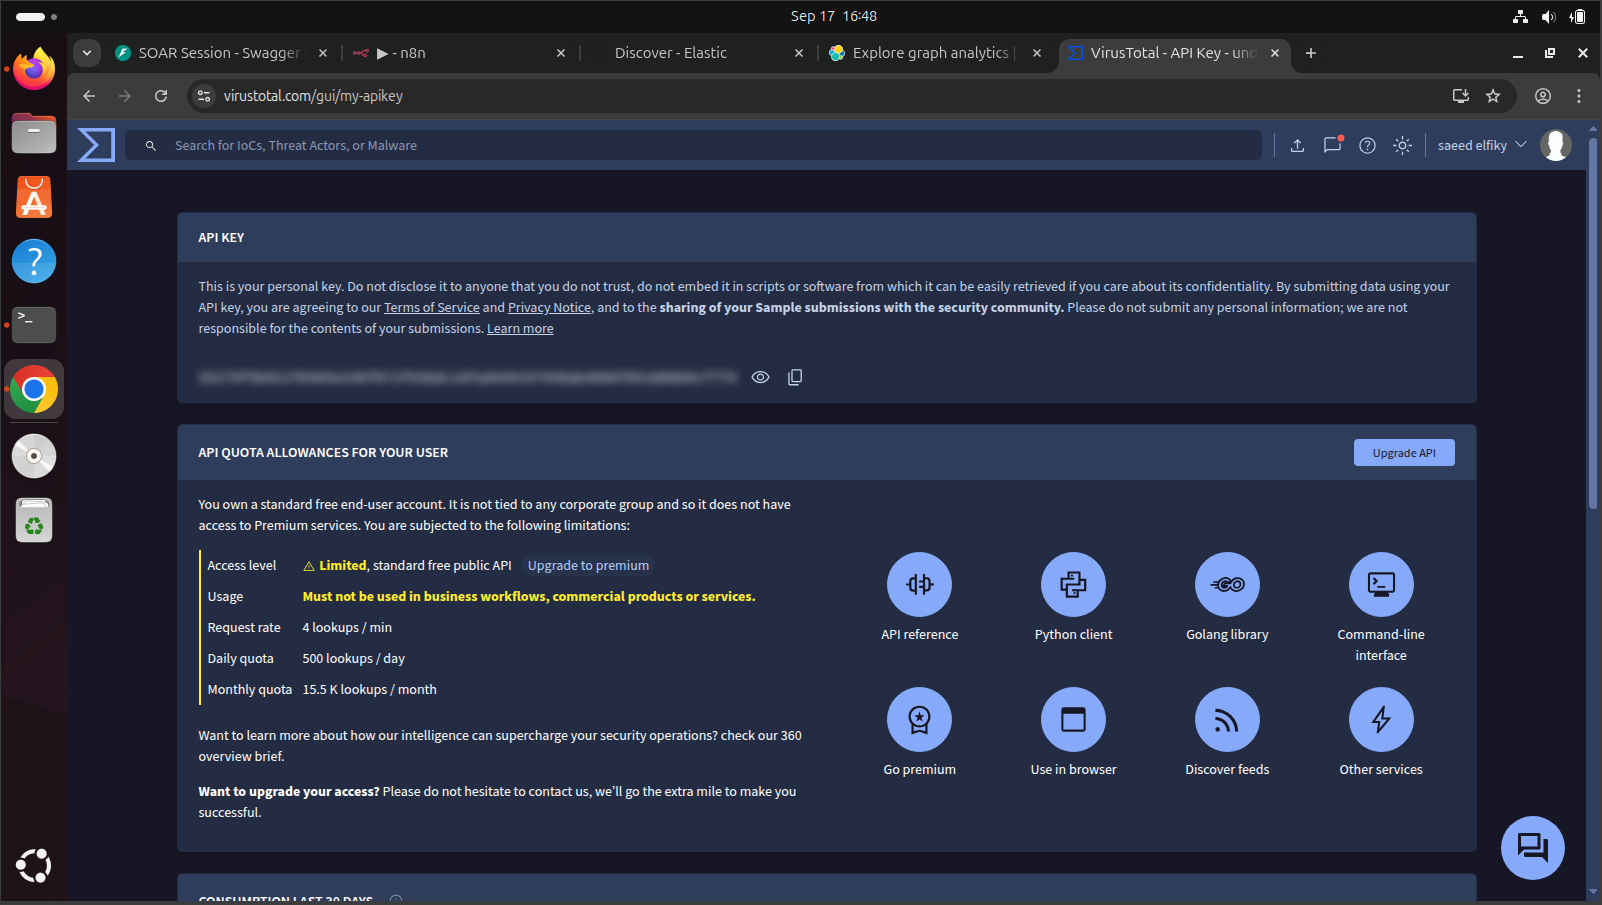 Sep 17 16:48
SOAR Session - Swagger
▶ - n8n
Discover - Elastic
Explore graph analytics |
VirusTotal - API Key - und
virustotal.com/gui/my-apikey
Search for IoCs, Threat Actors, or Malware
saeed elfiky
API KEY
This is your personal key. Do not disclose it to anyone that you do not trust, do not embed it in scripts or software from which it can be easily retrieved if you care about its confidentiality. By submitting data using your
API key, you are agreeing to our Terms of Service and Privacy Notice, and to the sharing of your Sample submissions with the security community. Please do not submit any personal information; we are not
responsible for the contents of your submissions. Learn more
API QUOTA ALLOWANCES FOR YOUR USER
Upgrade API
You own a standard free end-user account. It is not tied to any corporate group and so it does not have
access to Premium services. You are subjected to the following limitations:
Access level Limited, standard free public API Upgrade to premium
Usage Must not be used in business workflows, commercial products or services.
Request rate 4 lookups / min
Daily quota 500 lookups / day
Monthly quota 15.5 K lookups / month
Want to learn more about how our intelligence can supercharge your security operations? check our 360
overview brief.
Want to upgrade your access? Please do not hesitate to contact us, we'll go the extra mile to make you
successful.
API reference
Python client
Golang library
Command-line
interface
Go premium
Use in browser
Discover feeds
Other services
CONSUMPTION LAST 30 DAYS